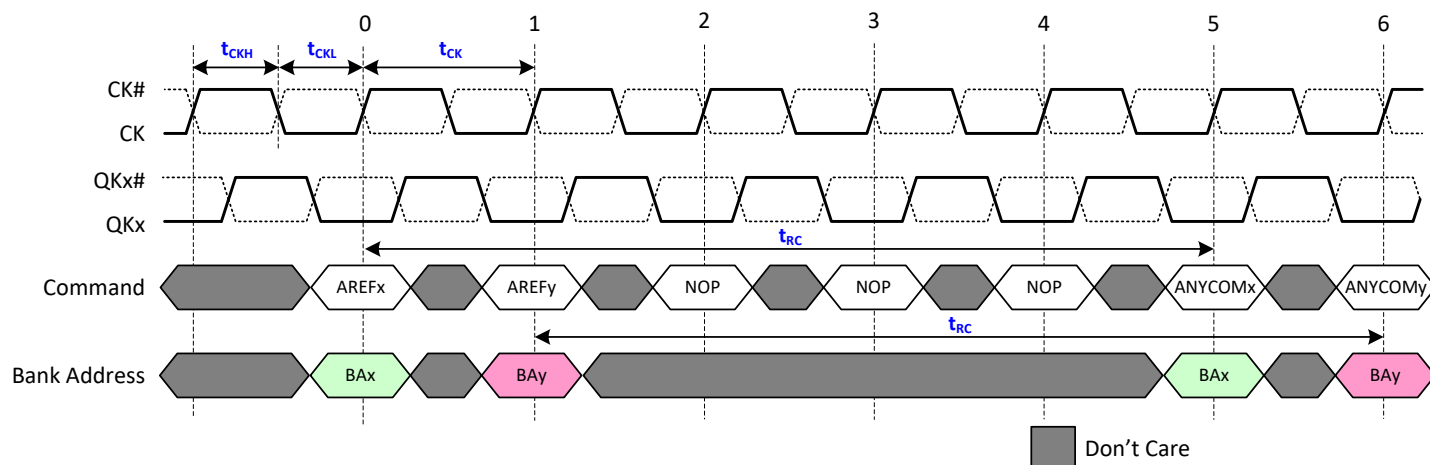 0 1 2 3 4 5 6
tCKH tCKL tCK
CK#
CK
QKx#
QKx
tRC
Command AREFx AREFy NOP NOP NOP ANYCOMx ANYCOMy
tRC
Bank Address BAx BAy BAx BAy
Don't Care